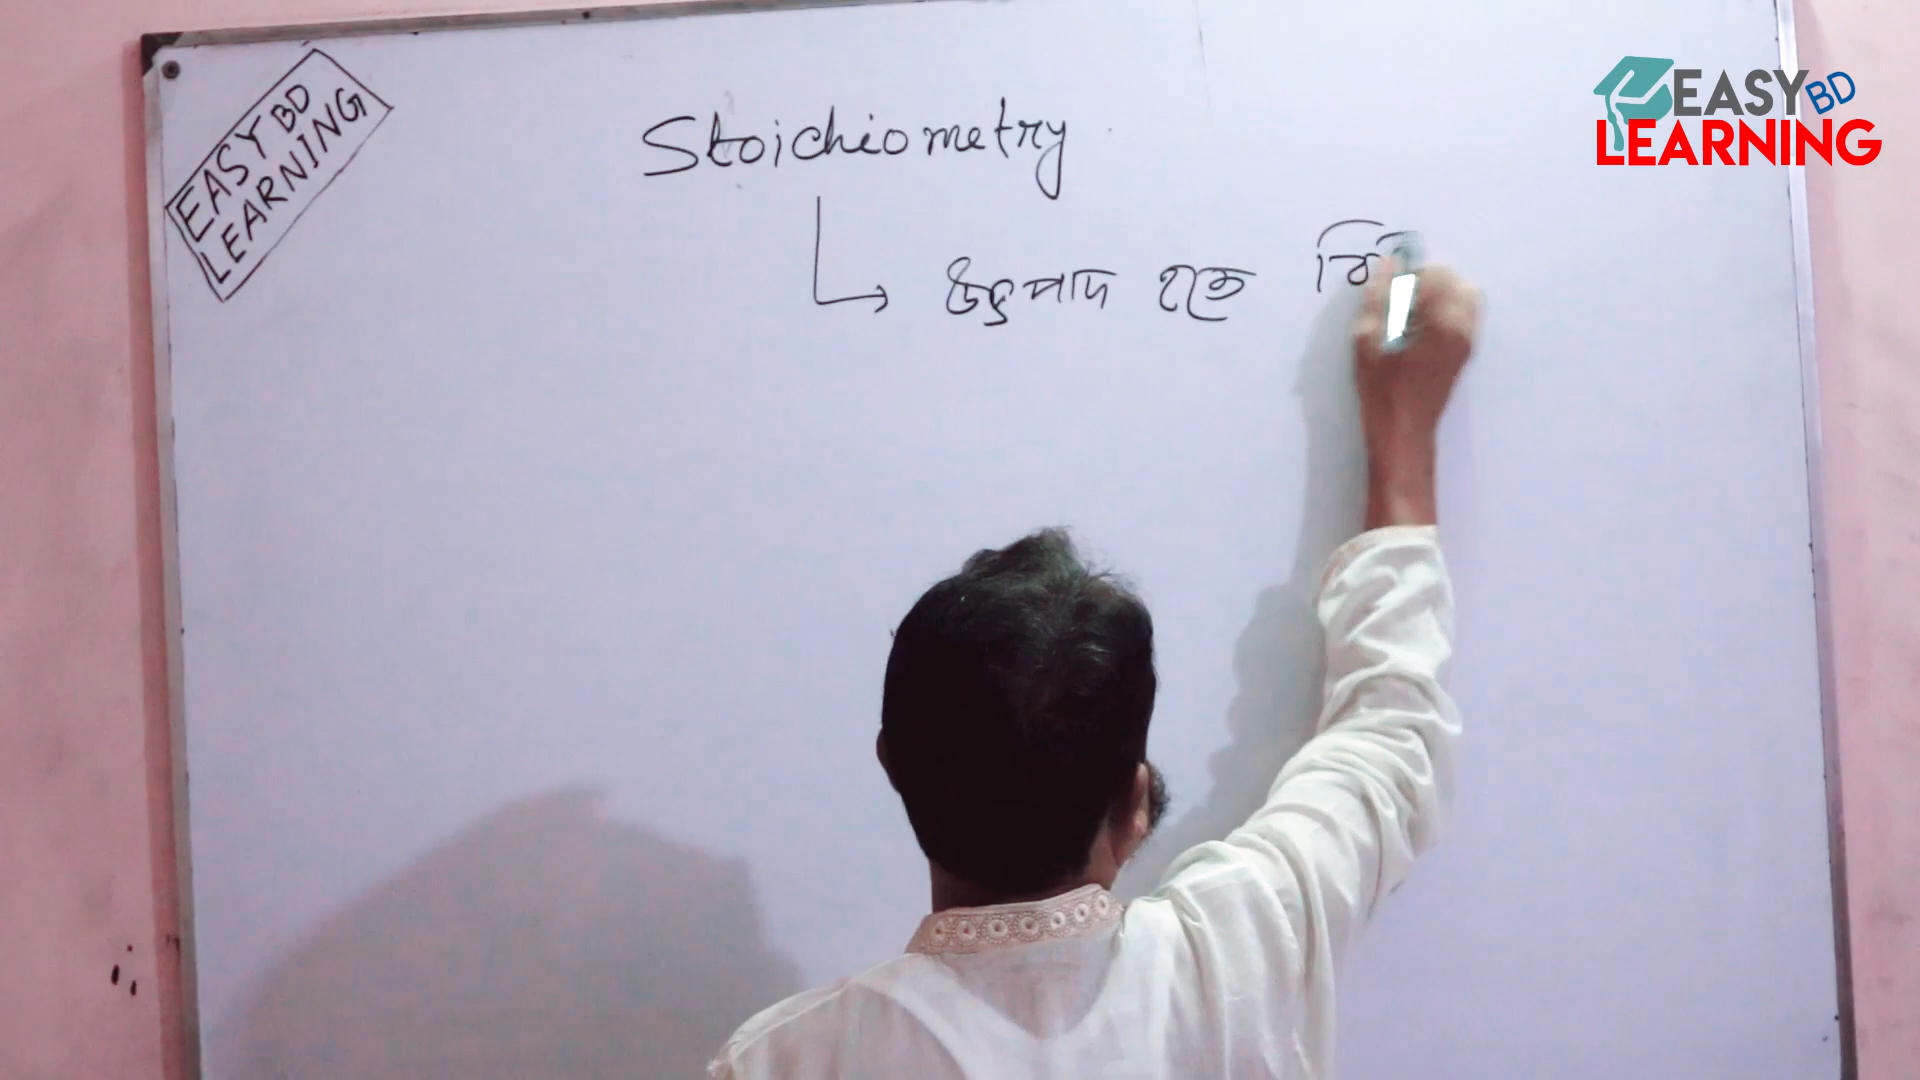 EASY BD
LEARNING
Stoichiometry
উৎপাদ হতে
EASY BD
LEARNING